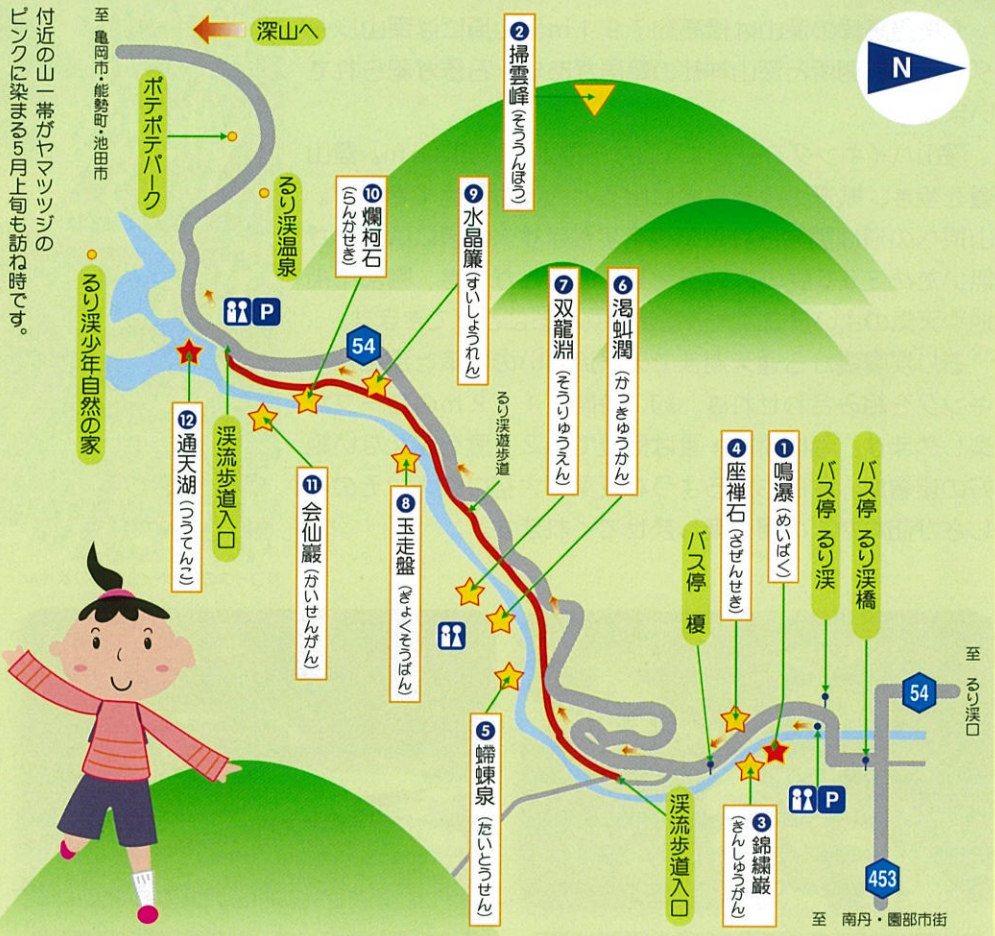 深山へ
至 亀岡市・能勢町・池田市
ポテポテパーク
るり渓温泉
付近の山一帯がヤマツツジの
ピンクに染まる5月上旬も訪ね時です。
るり渓少年自然の家
N
❷掃雲峰(そううんぽう)
❿爛柯石
(らんかせき)
❾水晶簾(すいしょうれん)
❼双龍淵(そうりゅうえん)
❻渇虬澗(かっきゅうかん)
54
P
るり渓遊歩道
⓬通天湖(つうてんこ)
渓流歩道入口
⓫会仙巖(かいせんがん)
❽玉走盤(ぎょくそうばん)
❹座禅石(ざぜんせき)
❶鳴瀑(めいばく)
バス停 るり渓
バス停 るり渓橋
バス停 榎
❺螮蝀泉(たいとうせん)
渓流歩道入口
❸錦繍巌
(きんしゅうがん)
P
54
至 るり渓口
453
至 南丹・園部市街